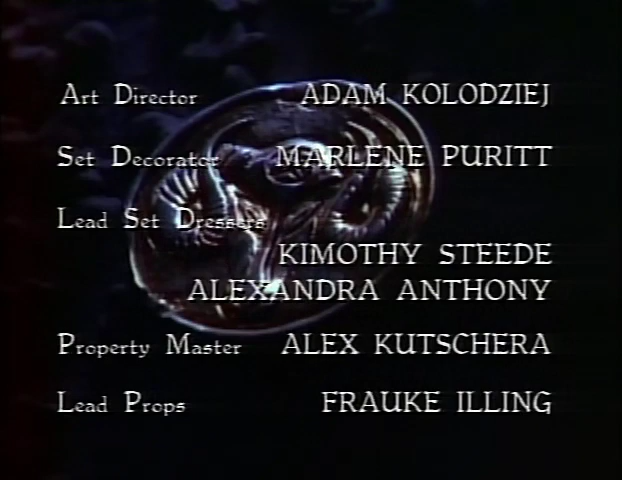 Art Director ADAM KOLODZIEJ
Set Decorator MARLENE PURITT
Lead Set Dressers
KIMOTHY STEEDE
ALEXANDRA ANTHONY
Property Master ALEX KUTSCHERA
Lead Props FRAUKE ILLING